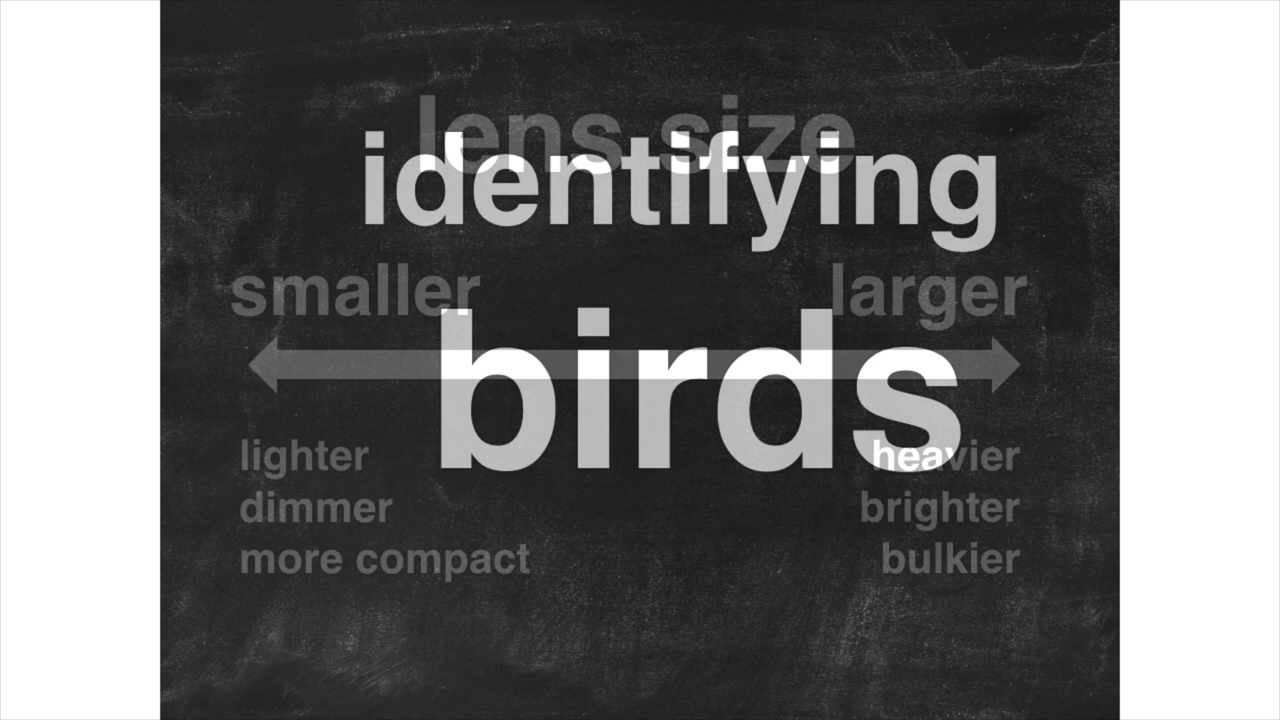 lens size
identifying
smaller larger
birds
lighter heavier
dimmer brighter
more compact bulkier